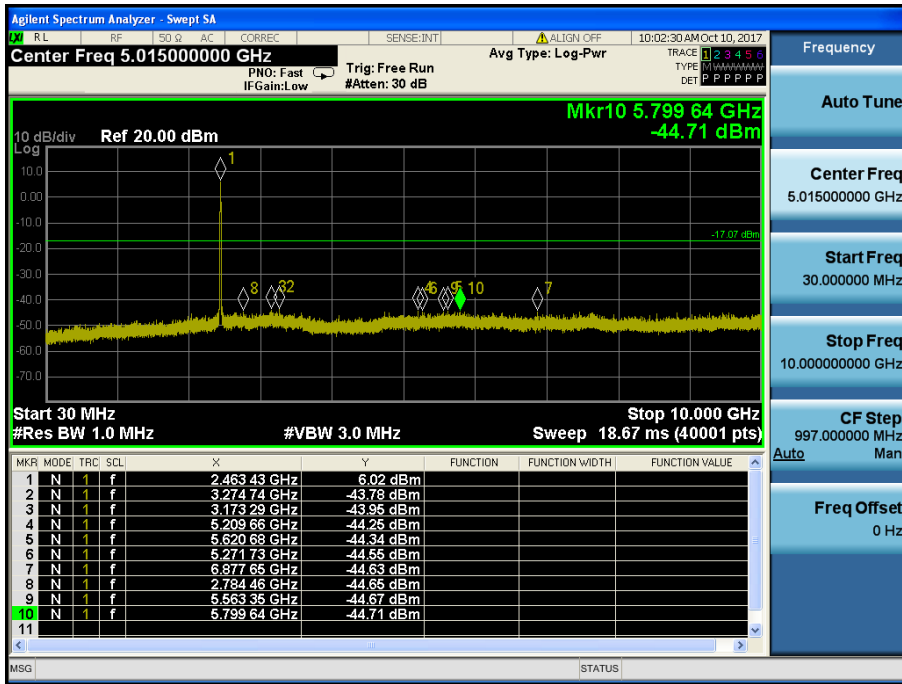 Agilent Spectrum Analyzer - Swept SA
LXI RL RF 50 Ω AC CORREC SENSE:INT ALIGN OFF 10:02:30 AM Oct 10, 2017
Center Freq 5.015000000 GHz
PNO: Fast
IFGain:Low
Trig: Free Run
#Atten: 30 dB
Avg Type: Log-Pwr
TRACE 1 2 3 4 5 6
TYPE M WWWWW
DET P P P P P P
Mkr10 5.799 64 GHz
-44.71 dBm
10 dB/div Ref 20.00 dBm
Log
10.0
0.00
-10.0
-20.0
-30.0
-40.0
-50.0
-60.0
-70.0
-17.07 dBm
1
8 3 2 4 6 9 5 10 7
Start 30 MHz Stop 10.000 GHz
#Res BW 1.0 MHz #VBW 3.0 MHz Sweep 18.67 ms (40001 pts)
MKR MODE TRC SCL X Y FUNCTION FUNCTION WIDTH FUNCTION VALUE
1 N 1 f 2.463 43 GHz 6.02 dBm
2 N 1 f 3.274 74 GHz -43.78 dBm
3 N 1 f 3.173 29 GHz -43.95 dBm
4 N 1 f 5.209 66 GHz -44.25 dBm
5 N 1 f 5.620 68 GHz -44.34 dBm
6 N 1 f 5.271 73 GHz -44.55 dBm
7 N 1 f 6.877 65 GHz -44.63 dBm
8 N 1 f 2.784 46 GHz -44.65 dBm
9 N 1 f 5.563 35 GHz -44.67 dBm
10 N 1 f 5.799 64 GHz -44.71 dBm
11
MSG STATUS
Frequency
Auto Tune
Center Freq
5.015000000 GHz
Start Freq
30.000000 MHz
Stop Freq
10.000000000 GHz
CF Step
997.000000 MHz
Auto Man
Freq Offset
0 Hz